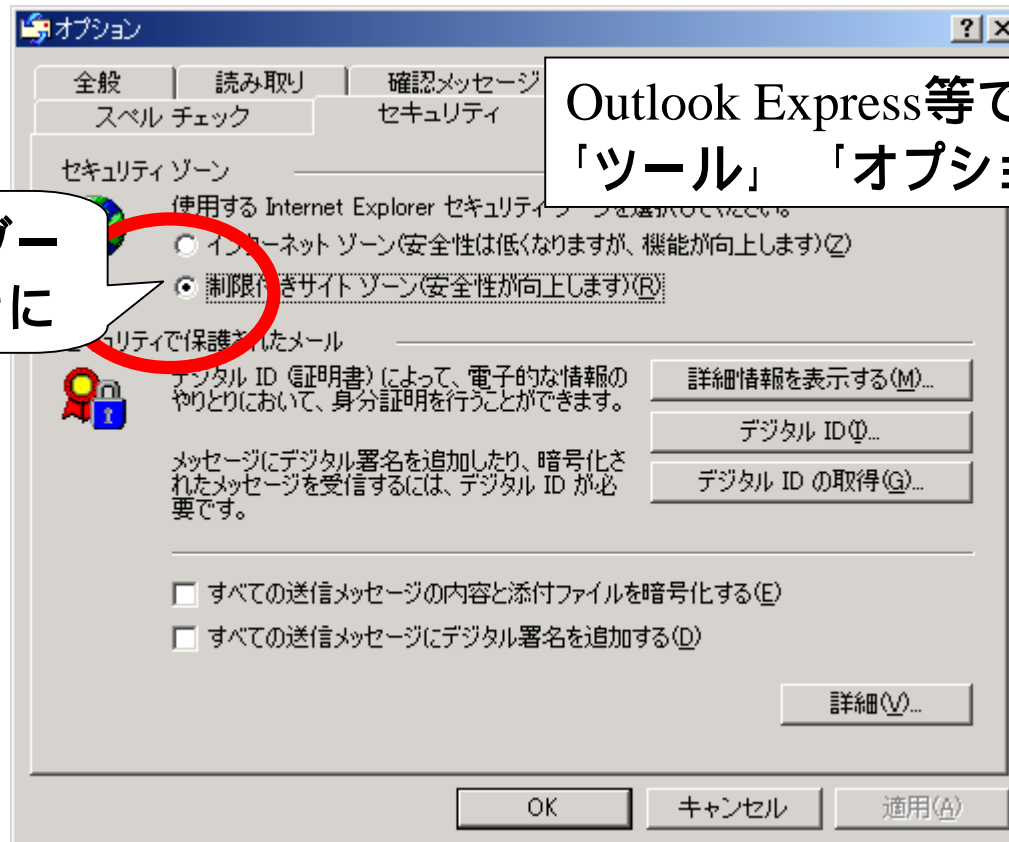 オプション
全般 読み取り 確認メッセージ
スペル チェック セキュリティ
Outlook Express等で
「ツール」 「オプショ
セキュリティ ゾーン
使用する Internet Explorer セキュリティ ゾーンを選択してください。
インターネット ゾーン(安全性は低くなりますが、機能が向上します)(Z)
制限付きサイト ゾーン(安全性が向上します)(R)
ゾー
に
セキュリティで保護されたメール
デジタル ID (証明書) によって、電子的な情報の
やりとりにおいて、身分証明を行うことができます。
詳細情報を表示する(M)...
デジタル ID(I)...
メッセージにデジタル署名を追加したり、暗号化さ
れたメッセージを受信するには、デジタル ID が必
要です。
デジタル ID の取得(G)...
すべての送信メッセージの内容と添付ファイルを暗号化する(E)
すべての送信メッセージにデジタル署名を追加する(D)
詳細(V)...
OK キャンセル 適用(A)